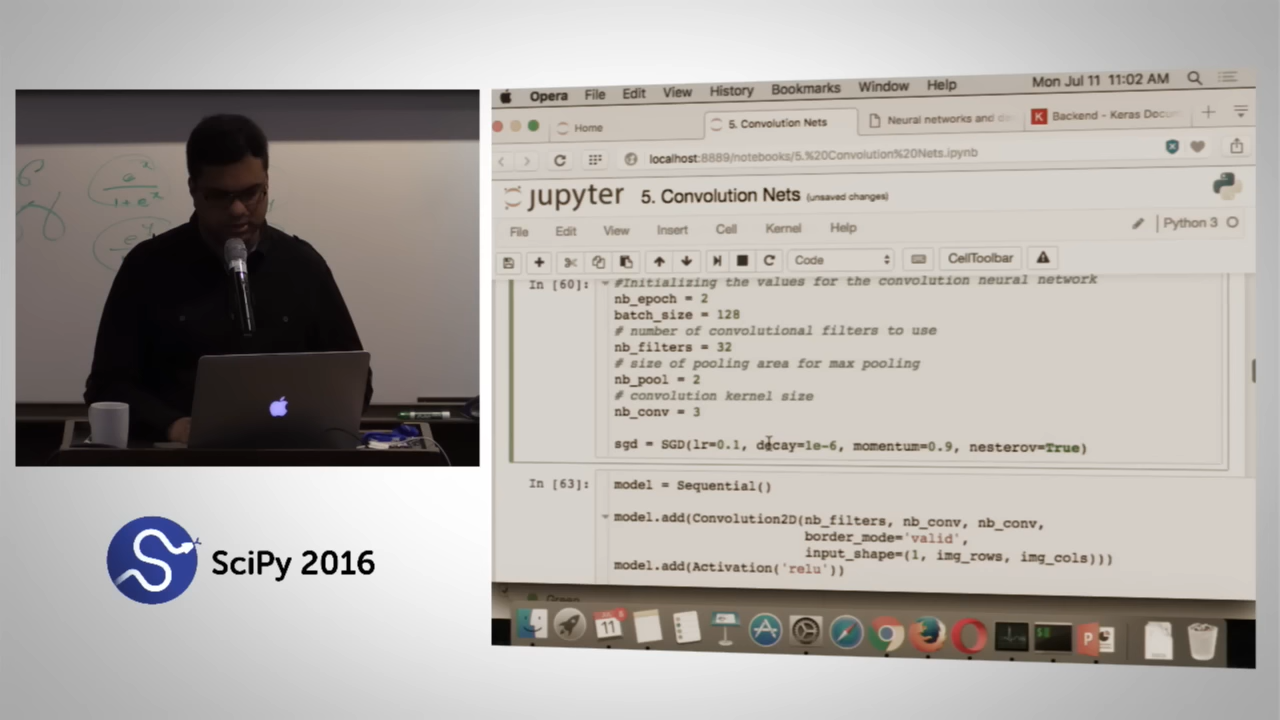 e^x
1+e^x
e^y
SciPy 2016
Opera File Edit View History Bookmarks Window Help Mon Jul 11 11:02 AM
Home
5. Convolution Nets
Neural networks and
Backend - Keras Docu
localhost:8889/notebooks/5.%20Convolution%20Nets.ipynb
jupyter 5. Convolution Nets (unsaved changes)
File Edit View Insert Cell Kernel Help Python 3
Code CellToolbar
In [60]: #Initializing the values for the convolution neural network
nb_epoch = 2
batch_size = 128
# number of convolutional filters to use
nb_filters = 32
# size of pooling area for max pooling
nb_pool = 2
# convolution kernel size
nb_conv = 3
sgd = SGD(lr=0.1, decay=1e-6, momentum=0.9, nesterov=True)
In [63]: model = Sequential()
model.add(Convolution2D(nb_filters, nb_conv, nb_conv,
border_mode='valid',
input_shape=(1, img_rows, img_cols)))
model.add(Activation('relu'))
Green
11